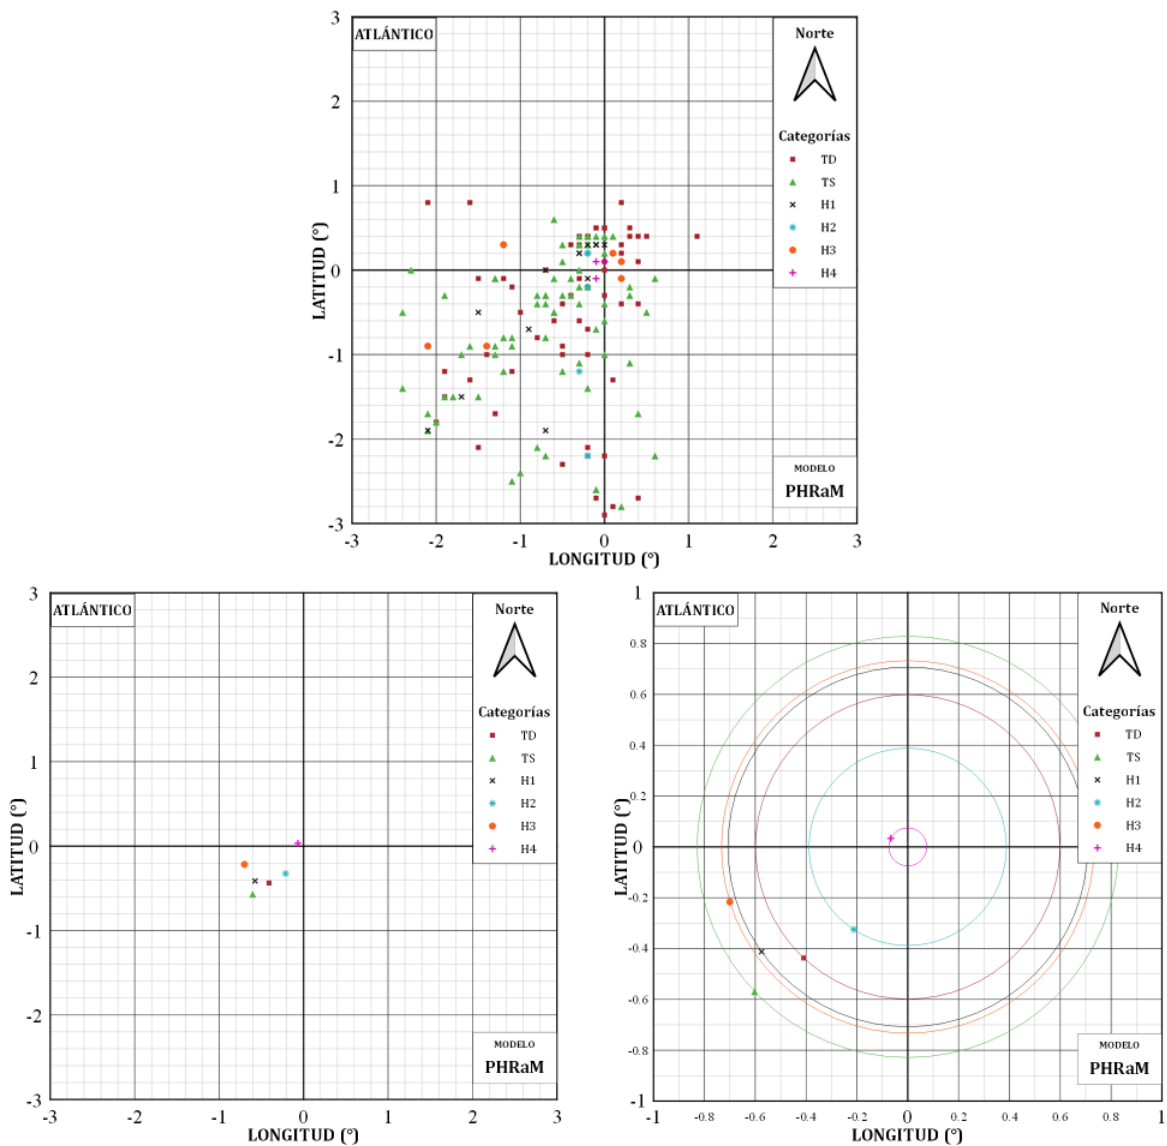 ATLÁNTICO
Norte
Categorías
TD
TS
H1
H2
H3
H4
MODELO
PHRaM
LATITUD (°)
3
2
1
0
-1
-2
-3
-3
-2
-1
0
1
2
3
LONGITUD (°)
ATLÁNTICO
Norte
Categorías
TD
TS
H1
H2
H3
H4
MODELO
PHRaM
LATITUD (°)
3
2
1
0
-1
-2
-3
-3
-2
-1
0
1
2
3
LONGITUD (°)
ATLÁNTICO
Norte
Categorías
TD
TS
H1
H2
H3
H4
MODELO
PHRaM
LATITUD (°)
1
0.8
0.6
0.4
0.2
0
-0.2
-0.4
-0.6
-0.8
-1
-1
-0.8
-0.6
-0.4
-0.2
0
0.2
0.4
0.6
0.8
1
LONGITUD (°)